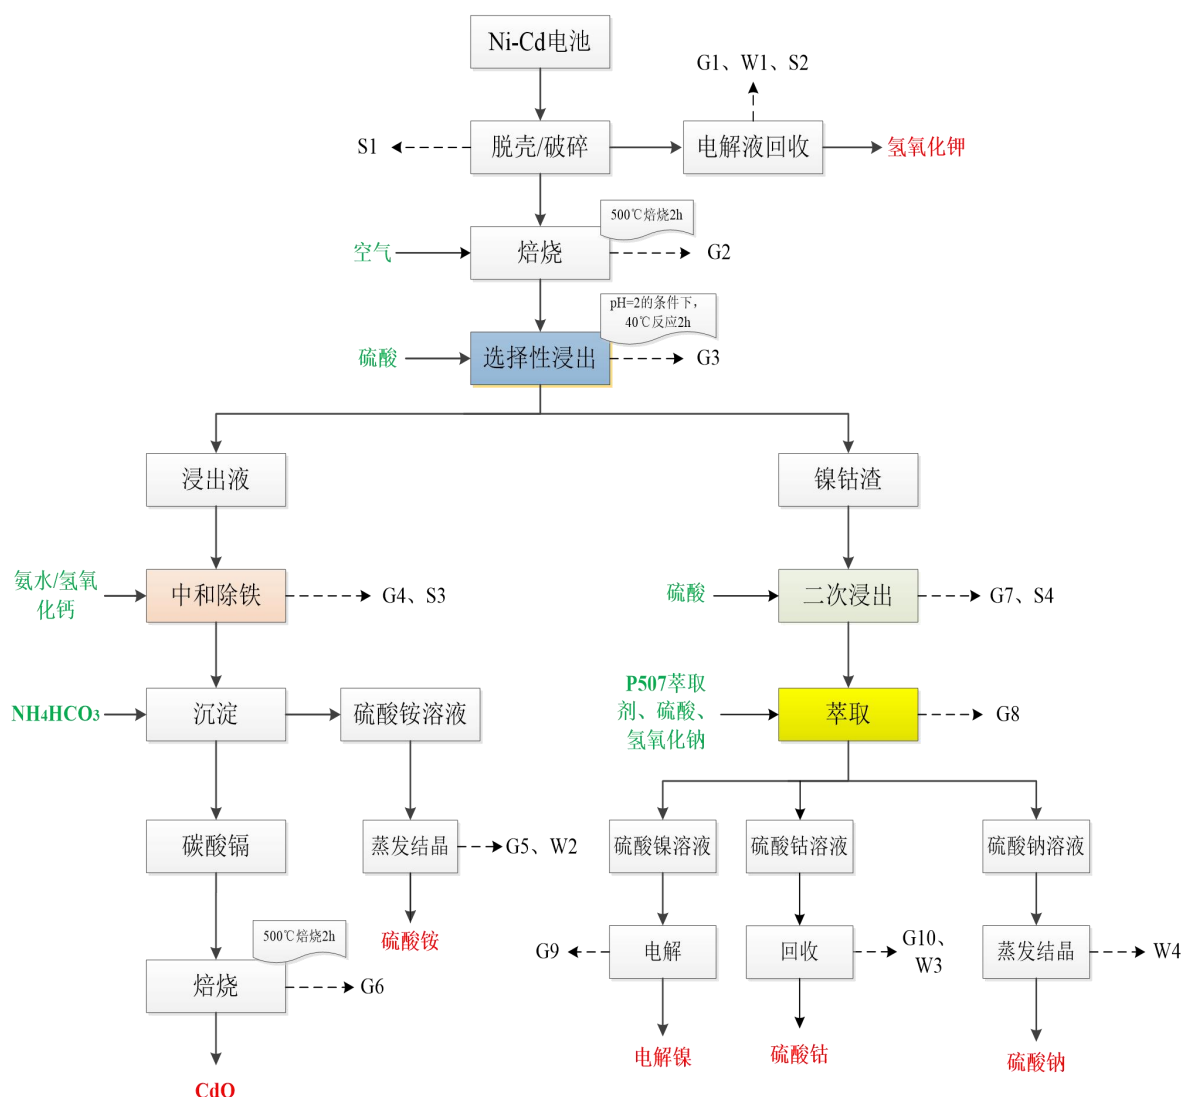 Ni-Cd电池
G1、W1、S2
S1
脱壳/破碎
电解液回收
氢氧化钾
500℃焙烧2h
空气
焙烧
G2
pH=2的条件下，
40℃反应2h
硫酸
选择性浸出
G3
浸出液
镍钴渣
氨水/氢氧
化钙
中和除铁
G4、S3
硫酸
二次浸出
G7、S4
NH4HCO3
沉淀
硫酸铵溶液
P507萃取
剂、硫酸、
氢氧化钠
萃取
G8
碳酸镉
蒸发结晶
G5、W2
硫酸镍溶液
硫酸钴溶液
硫酸钠溶液
500℃焙烧2h
硫酸铵
G9
电解
回收
G10、
W3
蒸发结晶
W4
焙烧
G6
电解镍
硫酸钴
硫酸钠
CdO